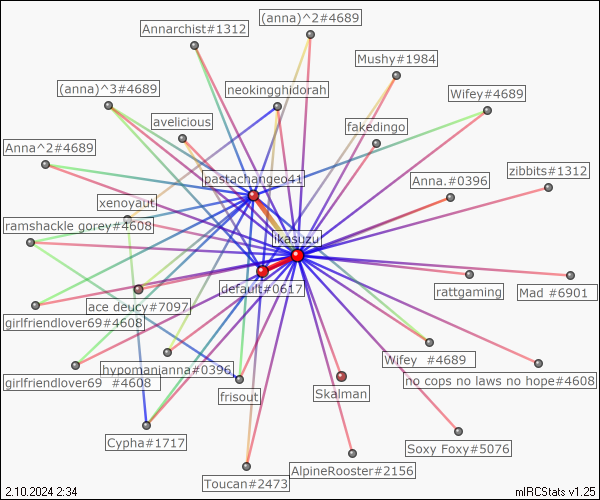 (anna)^2#4689
Annarchist#1312
Mushy#1984
(anna)^3#4689
neokingghidorah
Wifey#4689
avelicious
fakedingo
Anna^2#4689
pastachangeo41
zibbits#1312
Anna.#0396
xenoyaut
ramshackle gorey#4608
likasuzu
default#0617
rattgaming
Mad #6901
ace deucy#7097
girlfriendlover69#4608
Wifey #4689
hypomanianna#0396
girlfriendlover69 #4608
no cops no laws no hope#4608
frisout
Skalman
Cypha#1717
Soxy Foxy#5076
AlpineRooster#2156
Toucan#2473
2.10.2024 2:34
mIRCStats v1.25